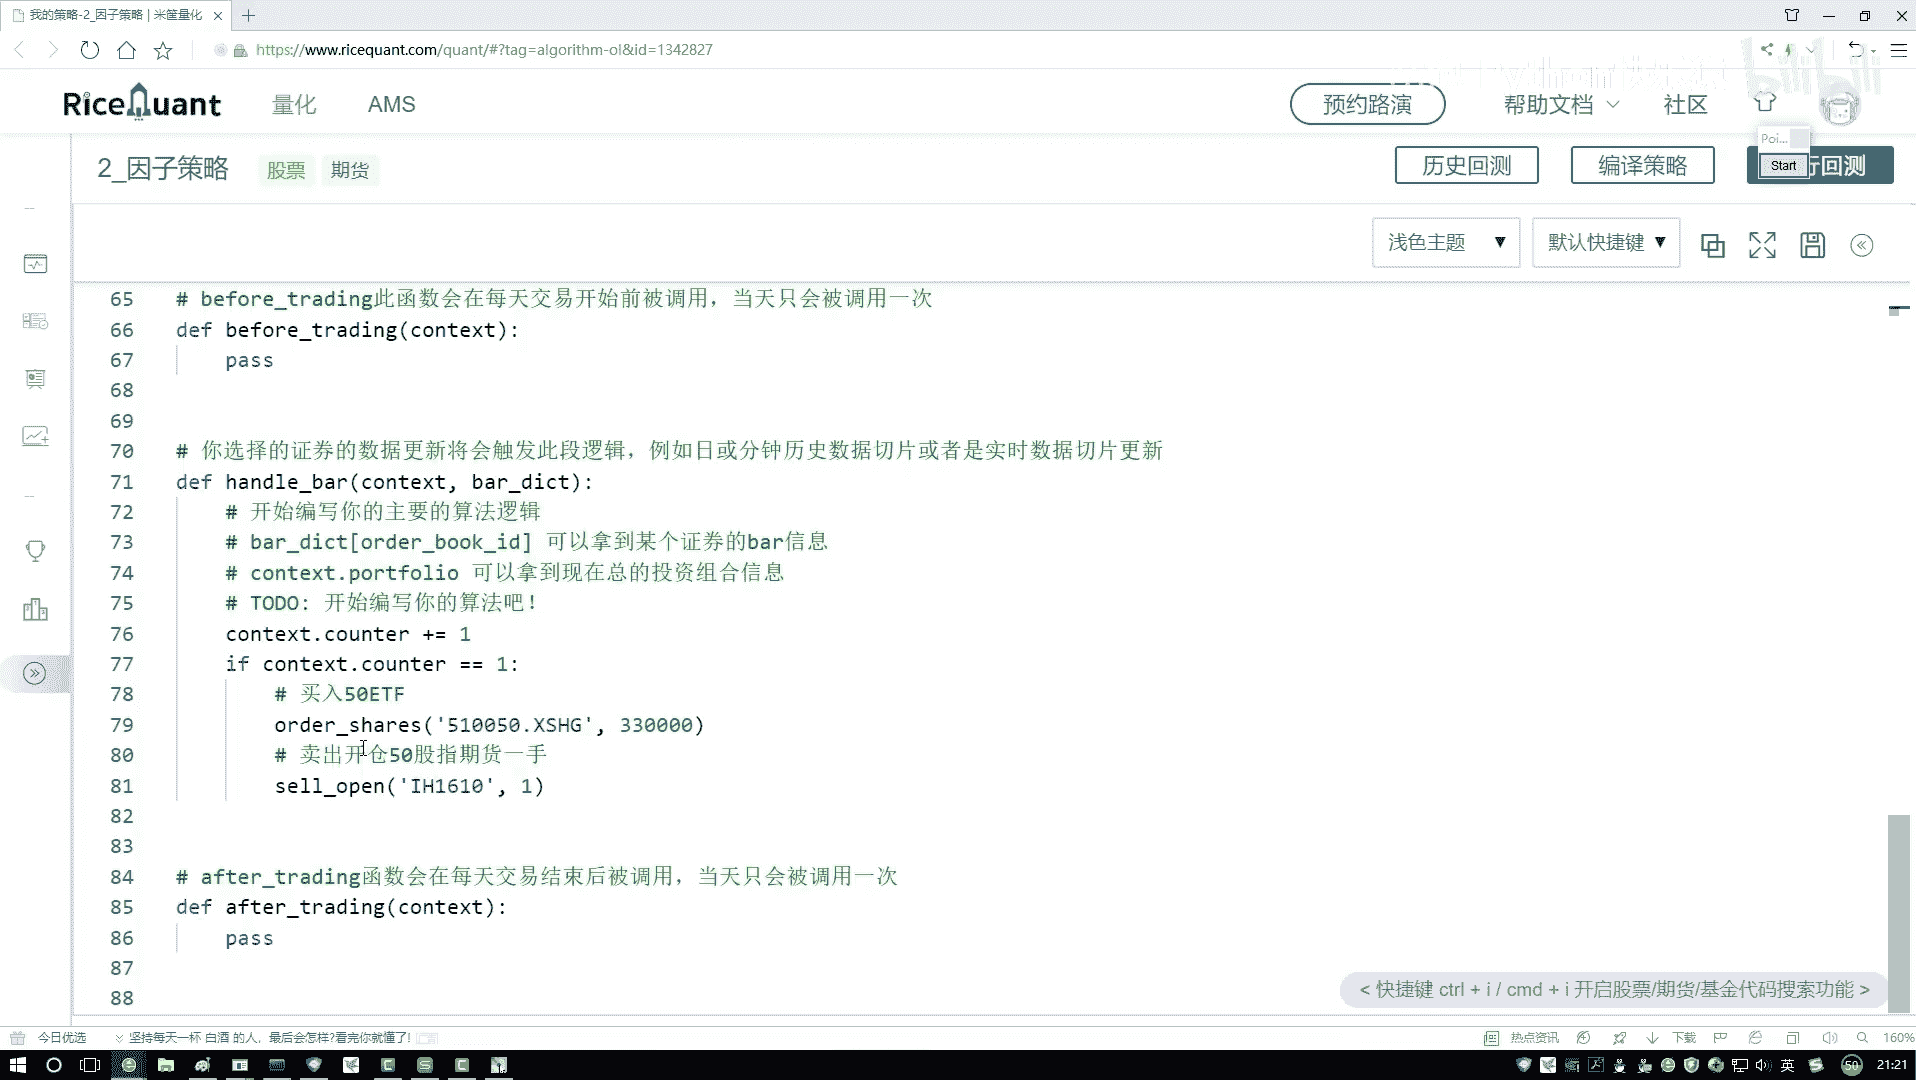 我的策略-2_因子策略 | 米筐量化
https://www.ricequant.com/quant/#?tag=algorithm-ol&id=1342827
bilibili
RiceQuant 量化 AMS 预约路演 帮助文档 社区
Poi...
2_因子策略 股票 期货 历史回测 编译策略 Start 行回测
浅色主题 默认快捷键
65 # before_trading此函数会在每天交易开始前被调用，当天只会被调用一次
66 def before_trading(context):
67 pass
68
69
70 # 你选择的证券的数据更新将会触发此段逻辑，例如日或分钟历史数据切片或者是实时数据切片更新
71 def handle_bar(context, bar_dict):
72 # 开始编写你的主要的算法逻辑
73 # bar_dict[order_book_id] 可以拿到某个证券的bar信息
74 # context.portfolio 可以拿到现在总的投资组合信息
75 # TODO: 开始编写你的算法吧！
76 context.counter += 1
77 if context.counter == 1:
78 # 买入50ETF
79 order_shares('510050.XSHG', 330000)
80 # 卖出开仓50股指期货一手
81 sell_open('IH1610', 1)
82
83
84 # after_trading函数会在每天交易结束后被调用，当天只会被调用一次
85 def after_trading(context):
86 pass
87
88
< 快捷键 ctrl + i / cmd + i 开启股票/期货/基金代码搜索功能 >
今日优选 坚持每天一杯 白酒 的人，最后会怎样?看完你就懂了! 热点资讯 下载 160%
英 50 21:21